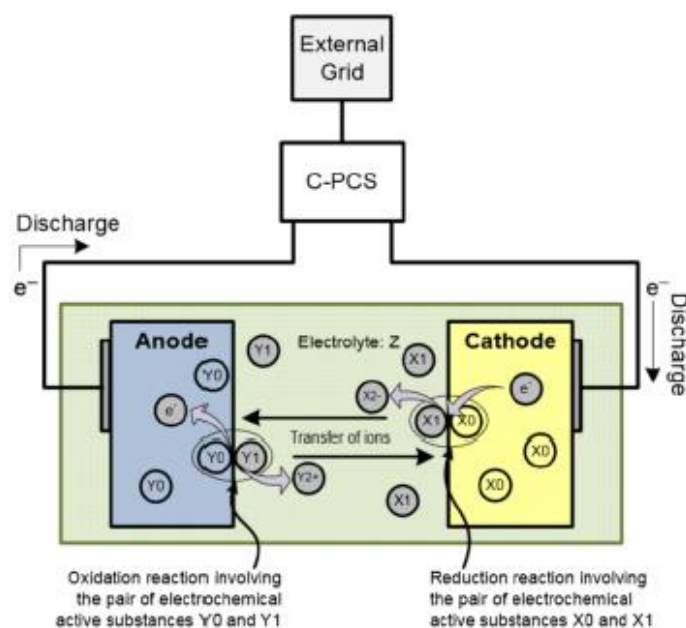 External
Grid
C-PCS
Discharge
e⁻
e⁻
Discharge
Anode
Electrolyte: Z
Cathode
Y1
X1
Y0
X2-
e⁻
e⁻
X1
X0
Transfer of ions
Y0
Y1
X0
Y2+
Y0
X1
X0
Oxidation reaction involving
the pair of electrochemical
active substances Y0 and Y1
Reduction reaction involving
the pair of electrochemical
active substances X0 and X1